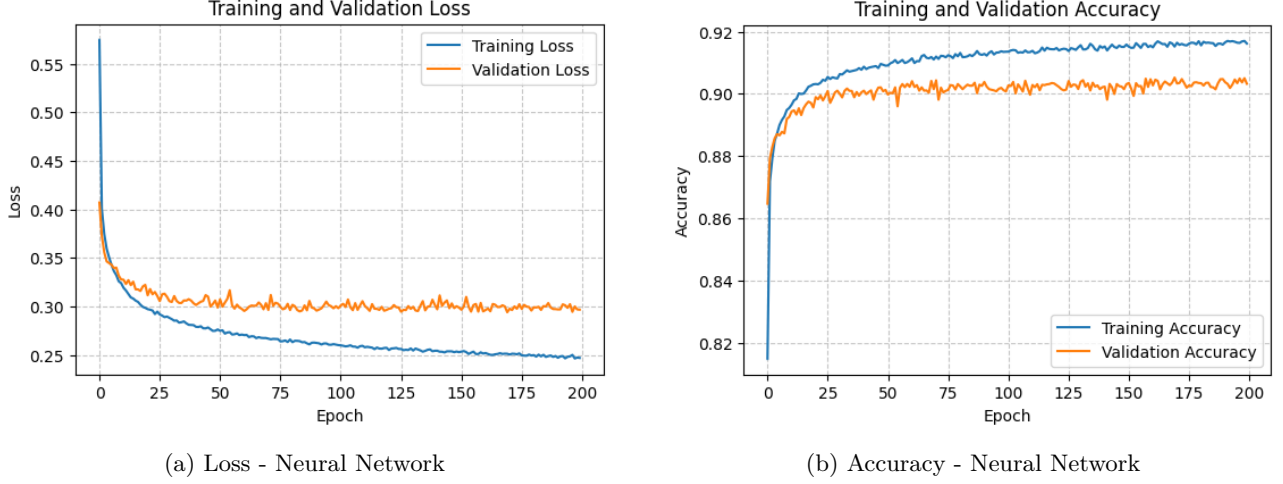 Training and Validation Loss
Training Loss
Validation Loss
0.55
0.50
0.45
0.40
0.35
0.30
0.25
Loss
0 25 50 75 100 125 150 175 200
Epoch
(a) Loss - Neural Network
Training and Validation Accuracy
0.92
0.90
0.88
0.86
0.84
0.82
Accuracy
Training Accuracy
Validation Accuracy
0 25 50 75 100 125 150 175 200
Epoch
(b) Accuracy - Neural Network